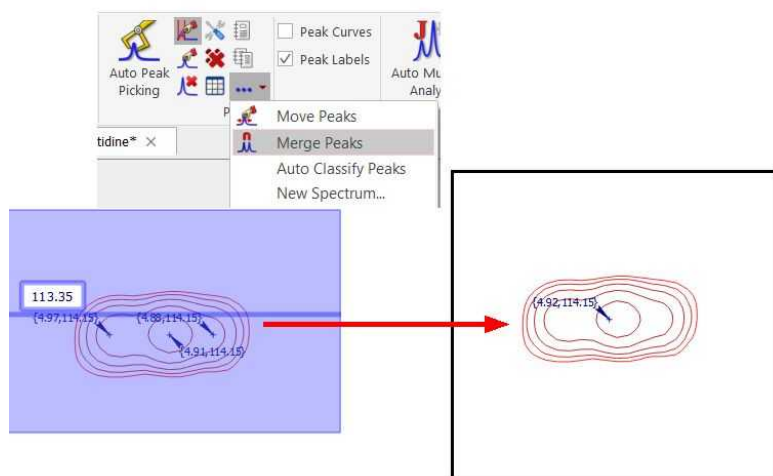 Auto Peak
Picking
Peak Curves
Peak Labels
J
Auto Mu
Analy
P
tidine* ×
Move Peaks
Merge Peaks
Auto Classify Peaks
New Spectrum...
113.35
{4.97,114.15}
{4.88,114.15}
{4.91,114.15}
{4.92,114.15}